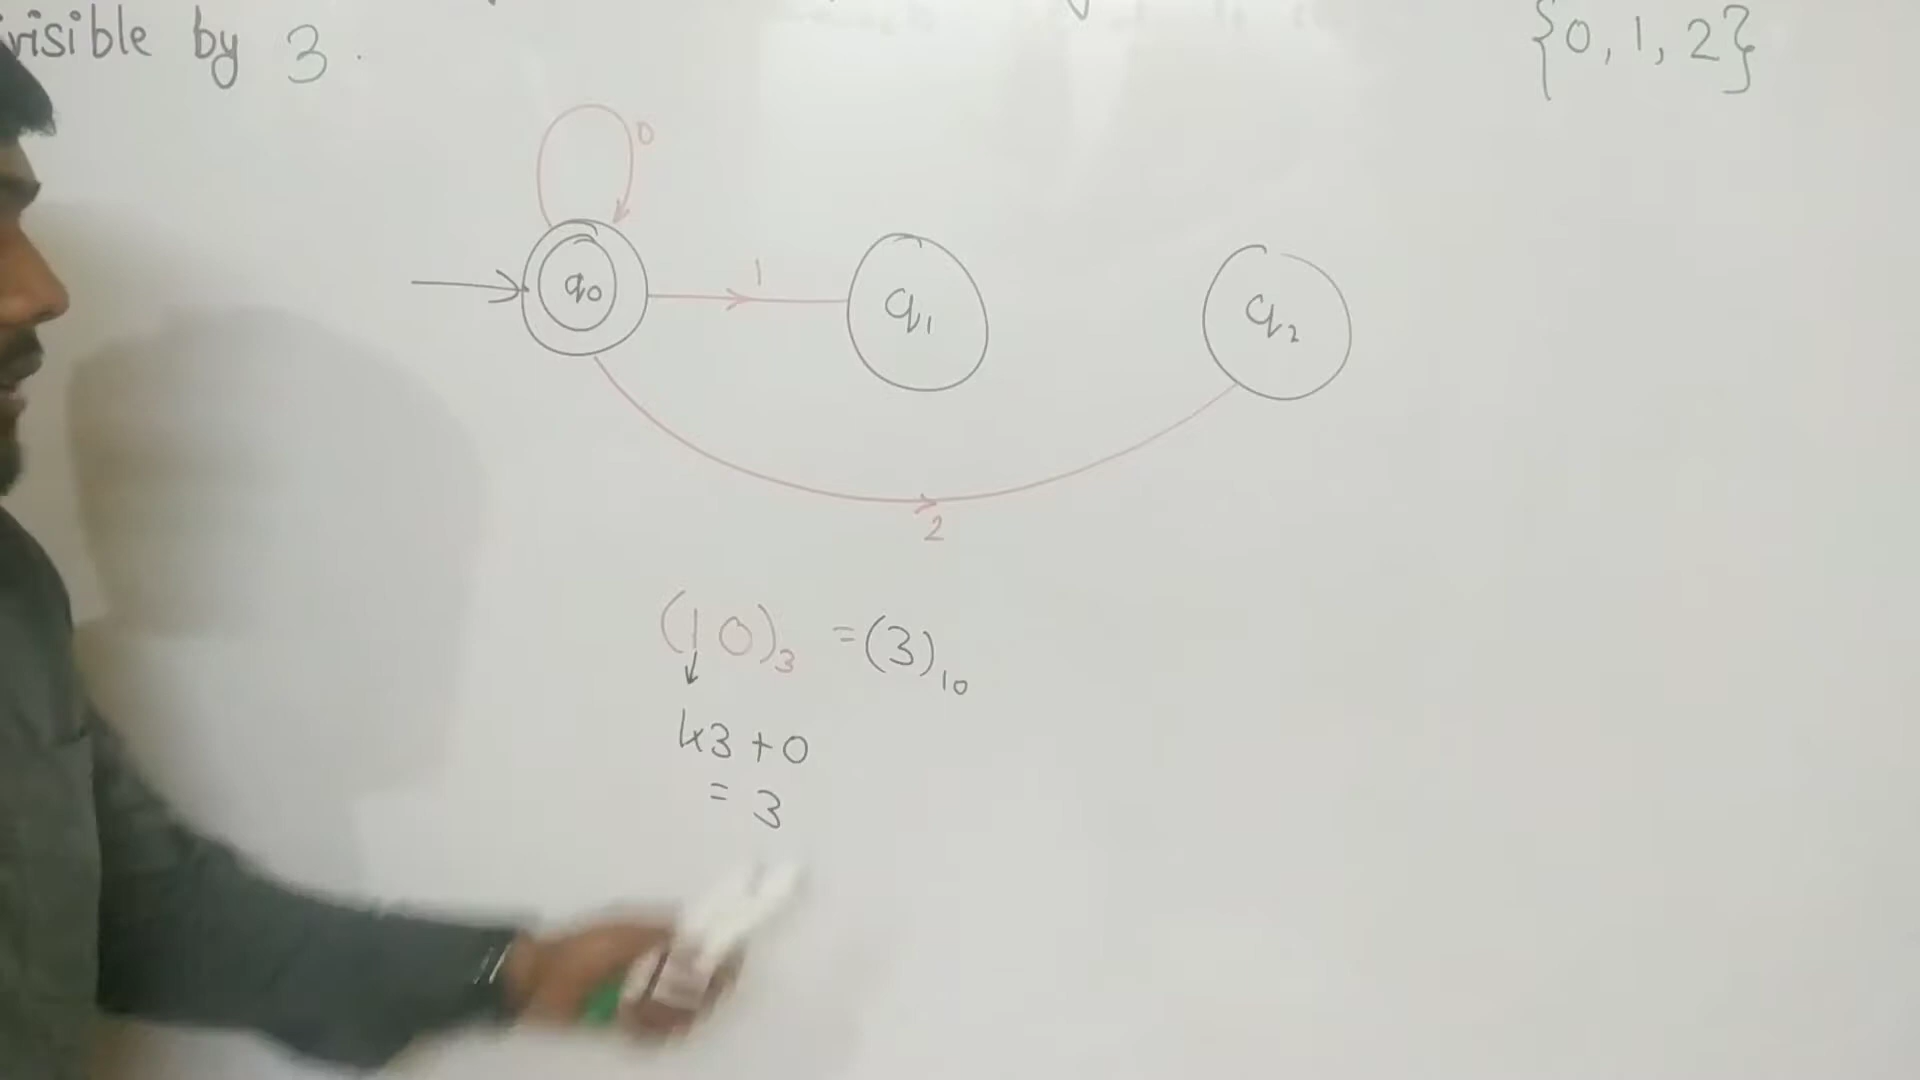 by 3.
{0, 1, 2}
0
q0
1
q1
q2
2
(10)3 = (3)10
1×3 + 0
= 3